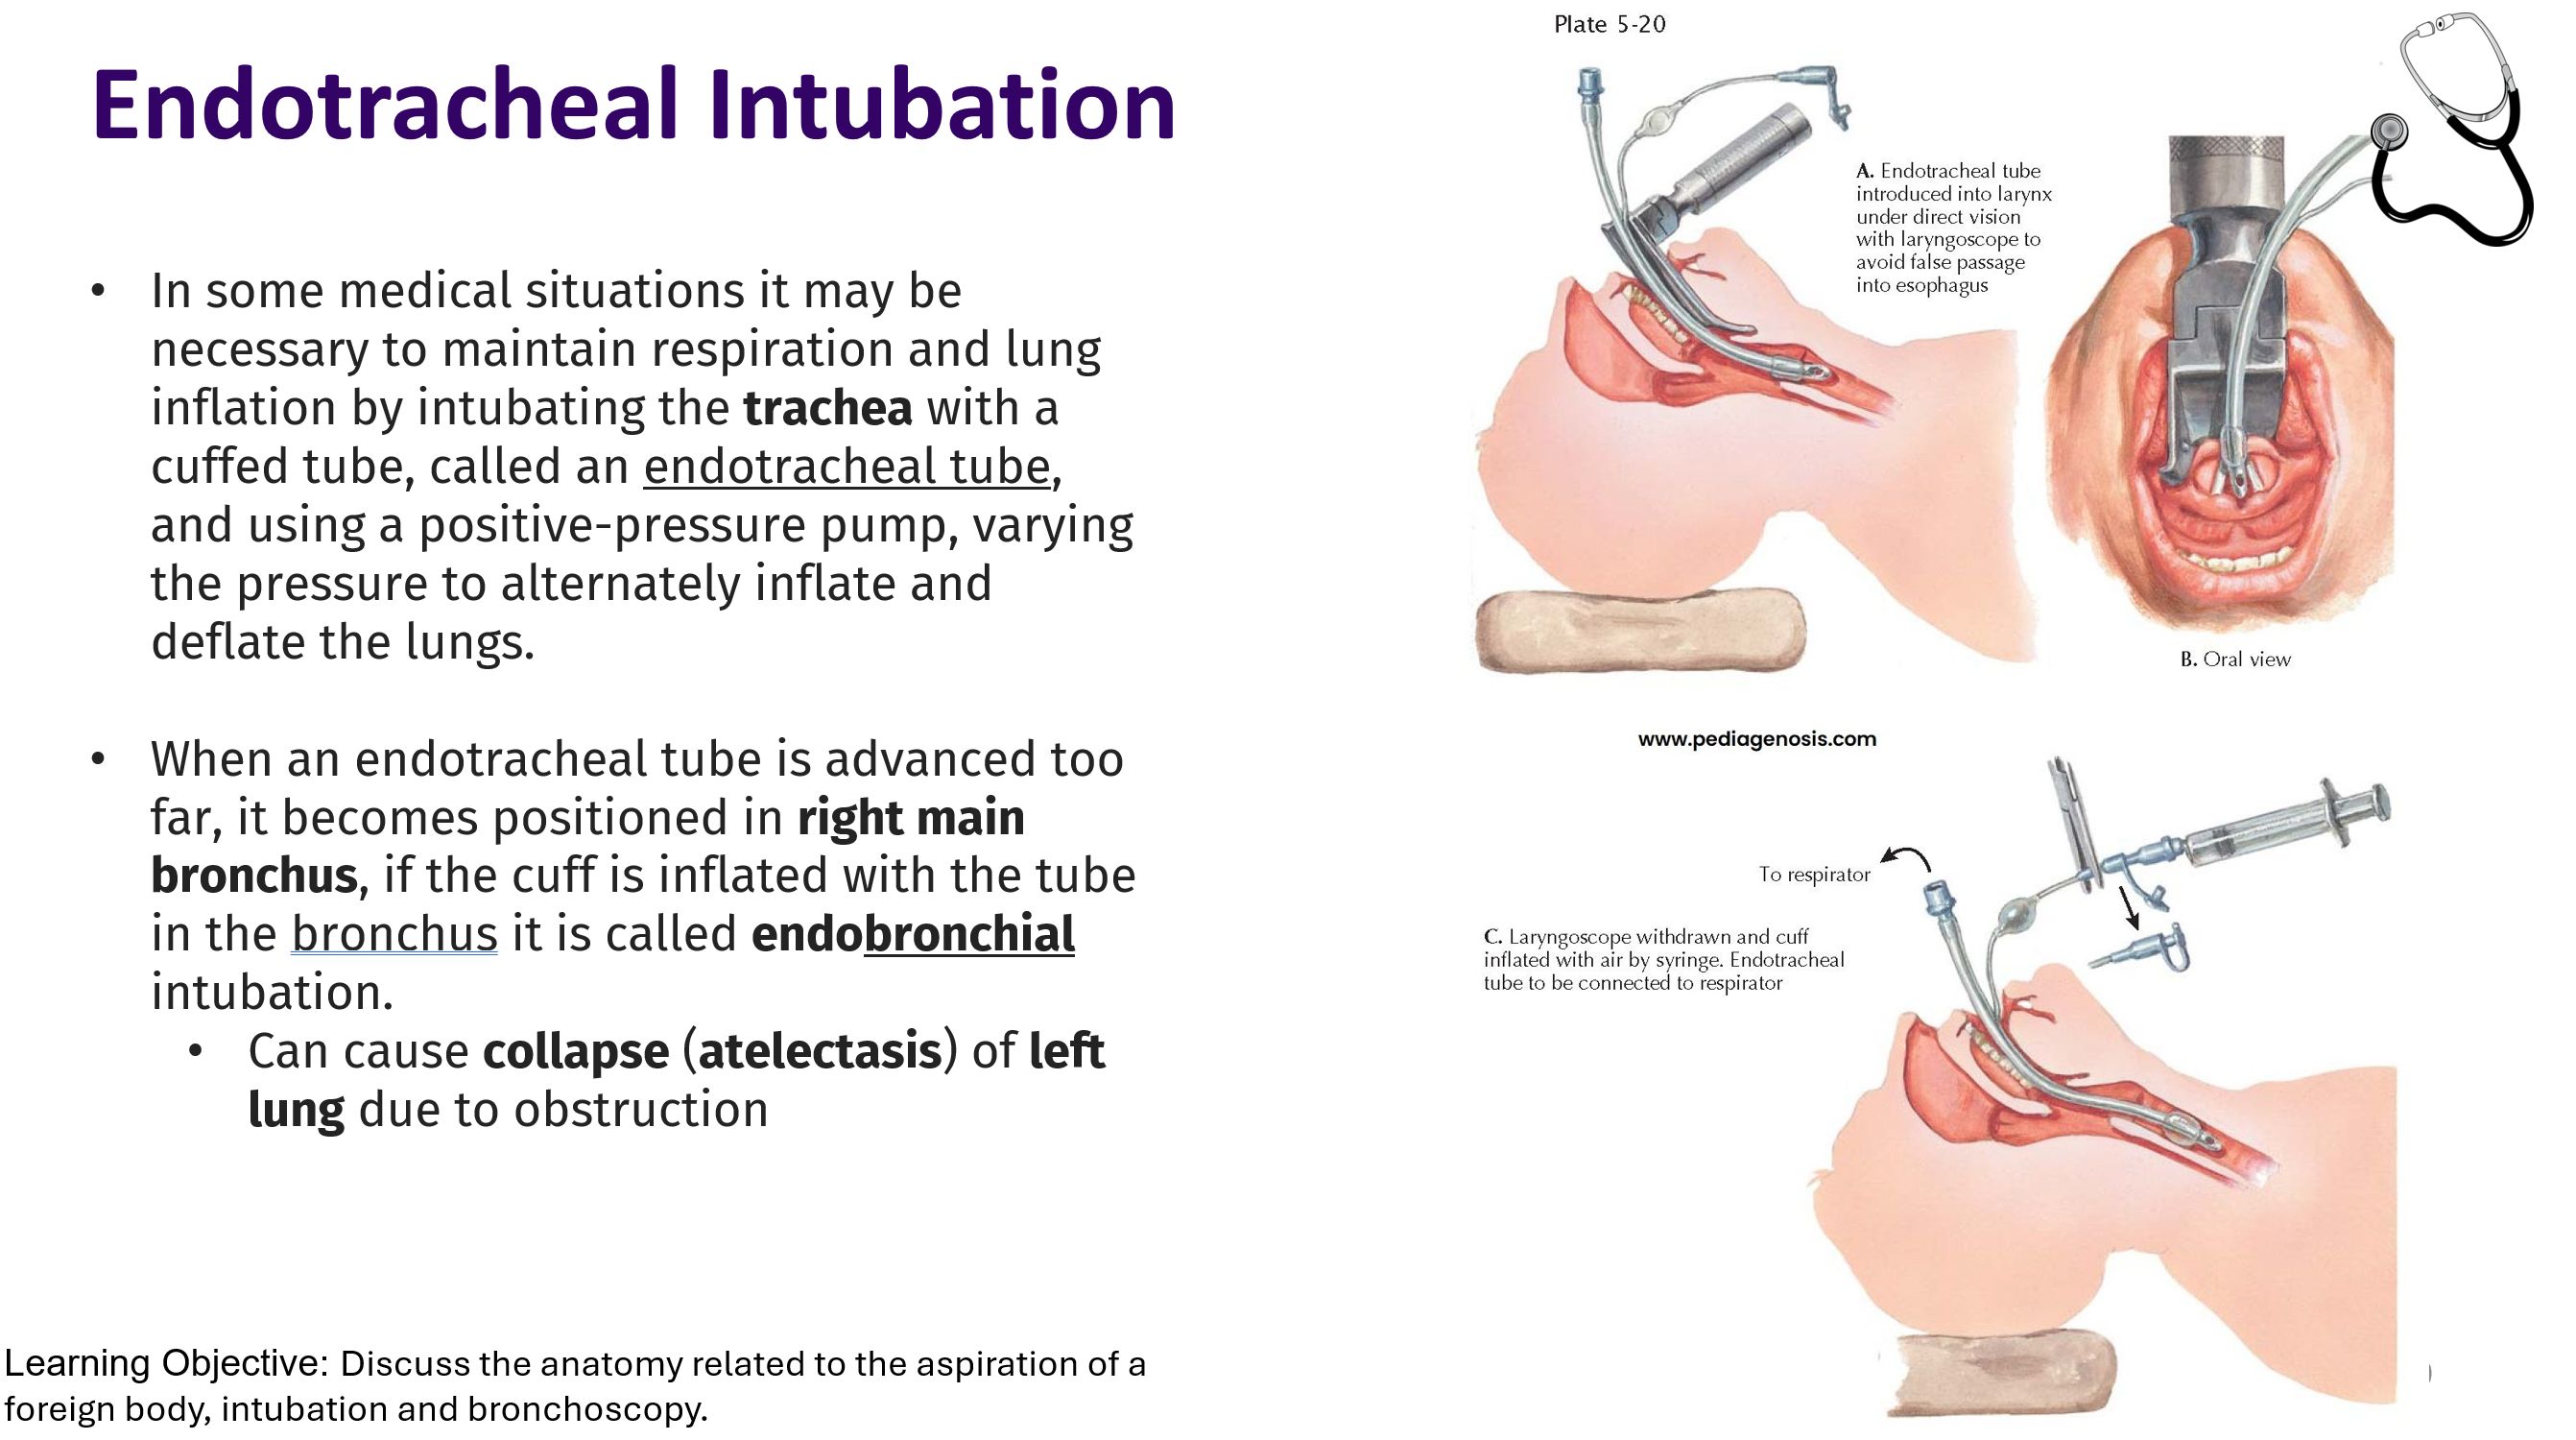 Endotracheal Intubation
• In some medical situations it may be
necessary to maintain respiration and lung
inflation by intubating the trachea with a
cuffed tube, called an endotracheal tube,
and using a positive-pressure pump, varying
the pressure to alternately inflate and
deflate the lungs.
• When an endotracheal tube is advanced too
far, it becomes positioned in right main
bronchus, if the cuff is inflated with the tube
in the bronchus it is called endobronchial
intubation.
• Can cause collapse (atelectasis) of left
lung due to obstruction
Learning Objective: Discuss the anatomy related to the aspiration of a
foreign body, intubation and bronchoscopy.
Plate 5-20
A. Endotracheal tube
introduced into larynx
under direct vision
with laryngoscope to
avoid false passage
into esophagus
B. Oral view
www.pediagenosis.com
To respirator
C. Laryngoscope withdrawn and cuff
inflated with air by syringe. Endotracheal
tube to be connected to respirator
)